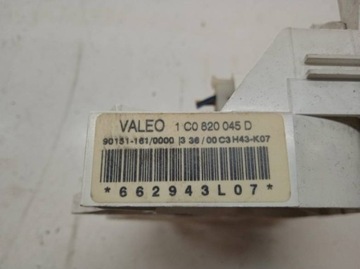 VALEO 1 C0 820 045 D
90151-161/0000 |3 36 / 00 C3 H43-K07
*662943L07*